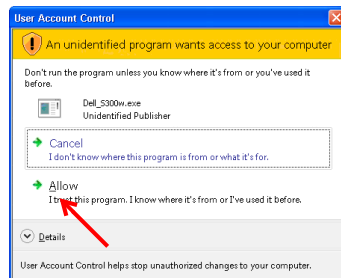 User Account Control
An unidentified program wants access to your computer
Don't run the program unless you know where it's from or you've used it
before.
Dell_S300w.exe
Unidentified Publisher
Cancel
I don't know where this program is from or what it's for.
Allow
I trust this program. I know where it's from or I've used it before.
Details
User Account Control helps stop unauthorized changes to your computer.